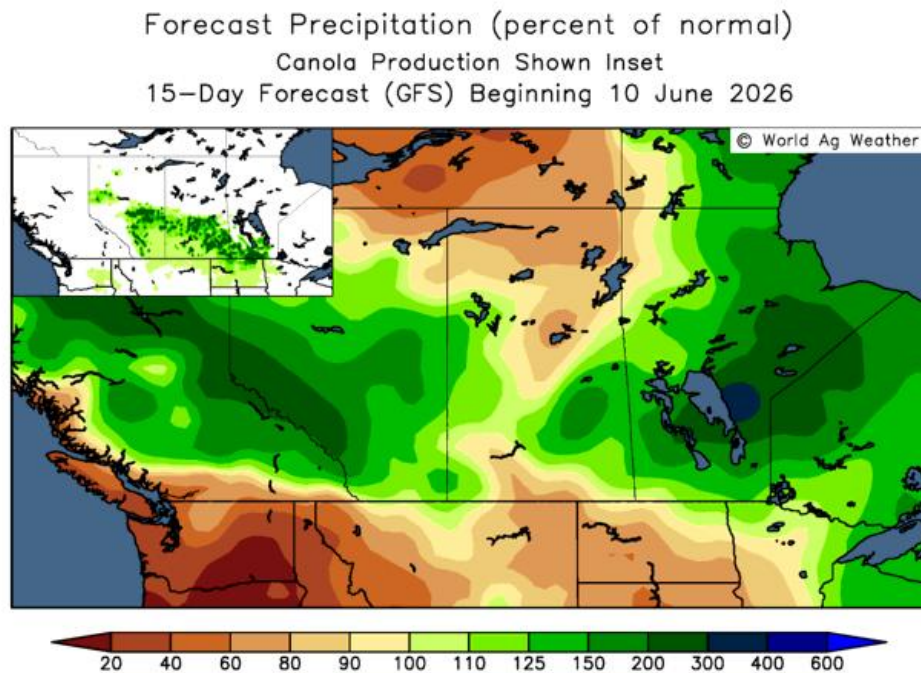 Forecast Precipitation (percent of normal)
Canola Production Shown Inset
15-Day Forecast (GFS) Beginning 10 June 2026
© World Ag Weather
20 40 60 80 90 100 110 125 150 200 300 400 600